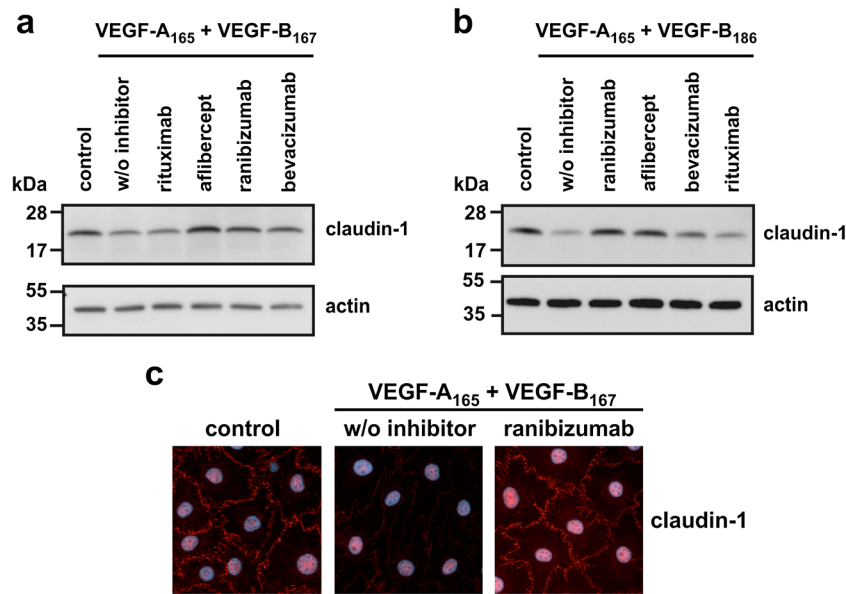 a
VEGF-A165 + VEGF-B167
control
w/o inhibitor
rituximab
aflibercept
ranibizumab
bevacizumab
kDa
28
17
claudin-1
55
35
actin
b
VEGF-A165 + VEGF-B186
control
w/o inhibitor
ranibizumab
aflibercept
bevacizumab
rituximab
kDa
28
17
claudin-1
55
35
actin
c
VEGF-A165 + VEGF-B167
control
w/o inhibitor
ranibizumab
claudin-1